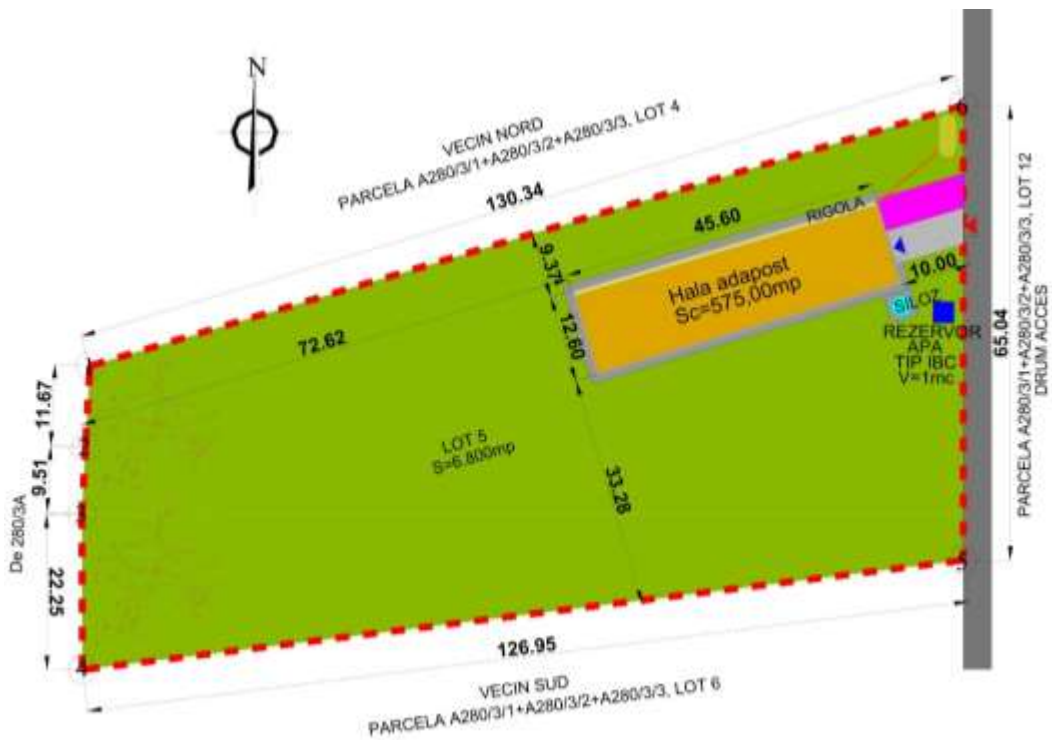 N
VECIN NORD
PARCELA A280/3/1+A280/3/2+A280/3/3, LOT 4
130.34
45.60
RIGOLA
9.37
Hala adapost
Sc=575,00mp
10.00
12.60
72.62
SILOZ
REZERVOR
APA
TIP IBC
V=1mc
65.04
PARCELA A280/3/1+A280/3/2+A280/3/3, LOT 12
DRUM ACCES
11.67
9.51
De 280/3A
25.22
LOT 5
S=6.800mp
33.28
126.95
VECIN SUD
PARCELA A280/3/1+A280/3/2+A280/3/3, LOT 6